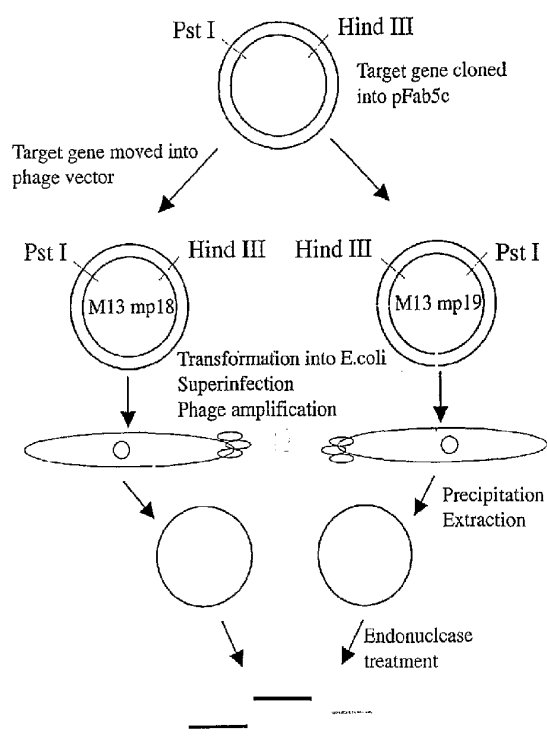 Pst I
Hind III
Target gene cloned
into pFab5c
Target gene moved into
phage vector
Pst I
Hind III
Hind III
Pst I
M13 mp18
M13 mp19
Transformation into E.coli
Superinfection
Phage amplification
Precipitation
Extraction
Endonuclease
treatment